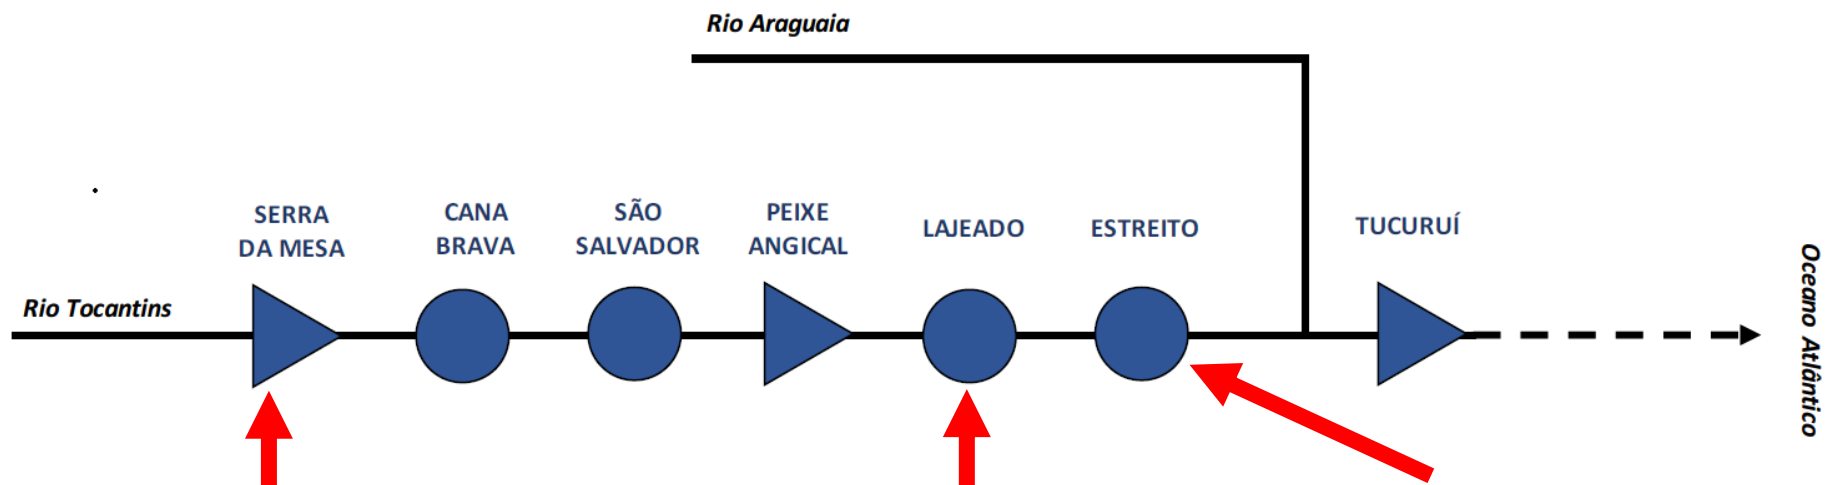 Rio Araguaia
SERRA
DA MESA
CANA
BRAVA
SÃO
SALVADOR
PEIXE
ANGICAL
LAJEADO
ESTREITO
TUCURUÍ
Rio Tocantins
Oceano Atlântico